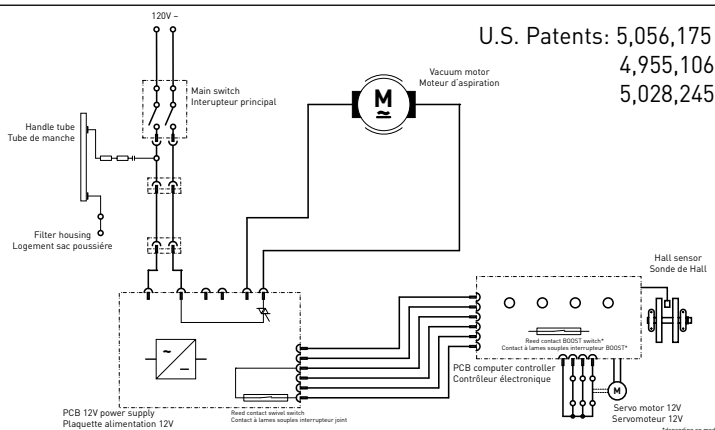 120V ~
U.S. Patents: 5,056,175
4,955,106
5,028,245
Main switch
Interupteur principal
Vacuum motor
Moteur d'aspiration
M
Handle tube
Tube de manche
Filter housing
Logement sac poussiére
Hall sensor
Sonde de Hall
Reed contact BOOST switch*
Contact à lames souples interrupteur BOOST*
PCB computer controller
Contrôleur électronique
M
Servo motor 12V
Servomoteur 12V
PCB 12V power supply
Plaquette alimentation 12V
Reed contact swivel switch
Contact à lames souples interrupteur joint